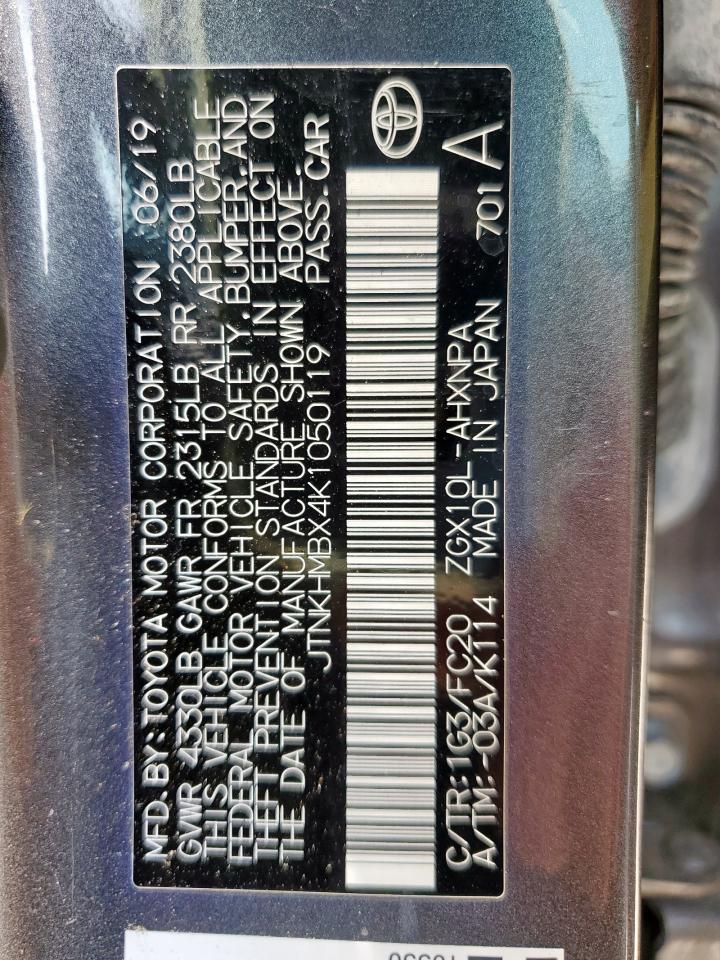 MFD. BY: TOYOTA MOTOR CORPORATION 06/19
GVWR 4330LB GAWR FR 2315LB RR 2380LB
THIS VEHICLE CONFORMS TO ALL APPLICABLE
FEDERAL MOTOR VEHICLE SAFETY, BUMPER, AND
THEFT PREVENTION STANDARDS IN EFFECT ON
THE DATE OF MANUFACTURE SHOWN ABOVE.
JTNKHMBX4K1050119 PASS.CAR
C/TR:1G3/FC20 ZGX10L-AHXNPA
A/TM:-03A/K114 MADE IN JAPAN 701 A